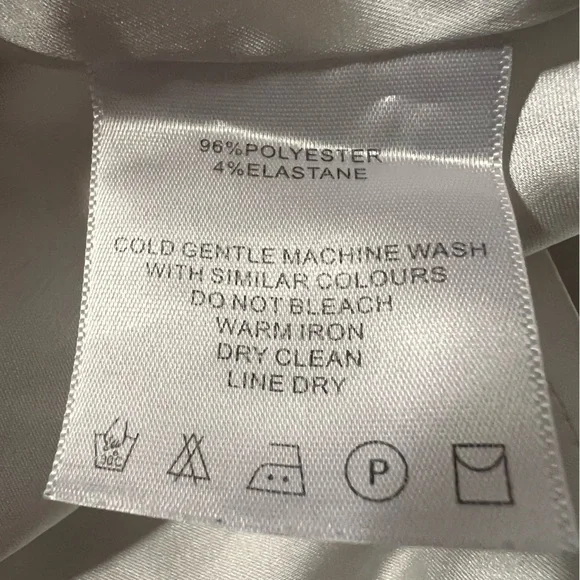 96%POLYESTER
4%ELASTANE
COLD GENTLE MACHINE WASH
WITH SIMILAR COLOURS
DO NOT BLEACH
WARM IRON
DRY CLEAN
LINE DRY
30°C P